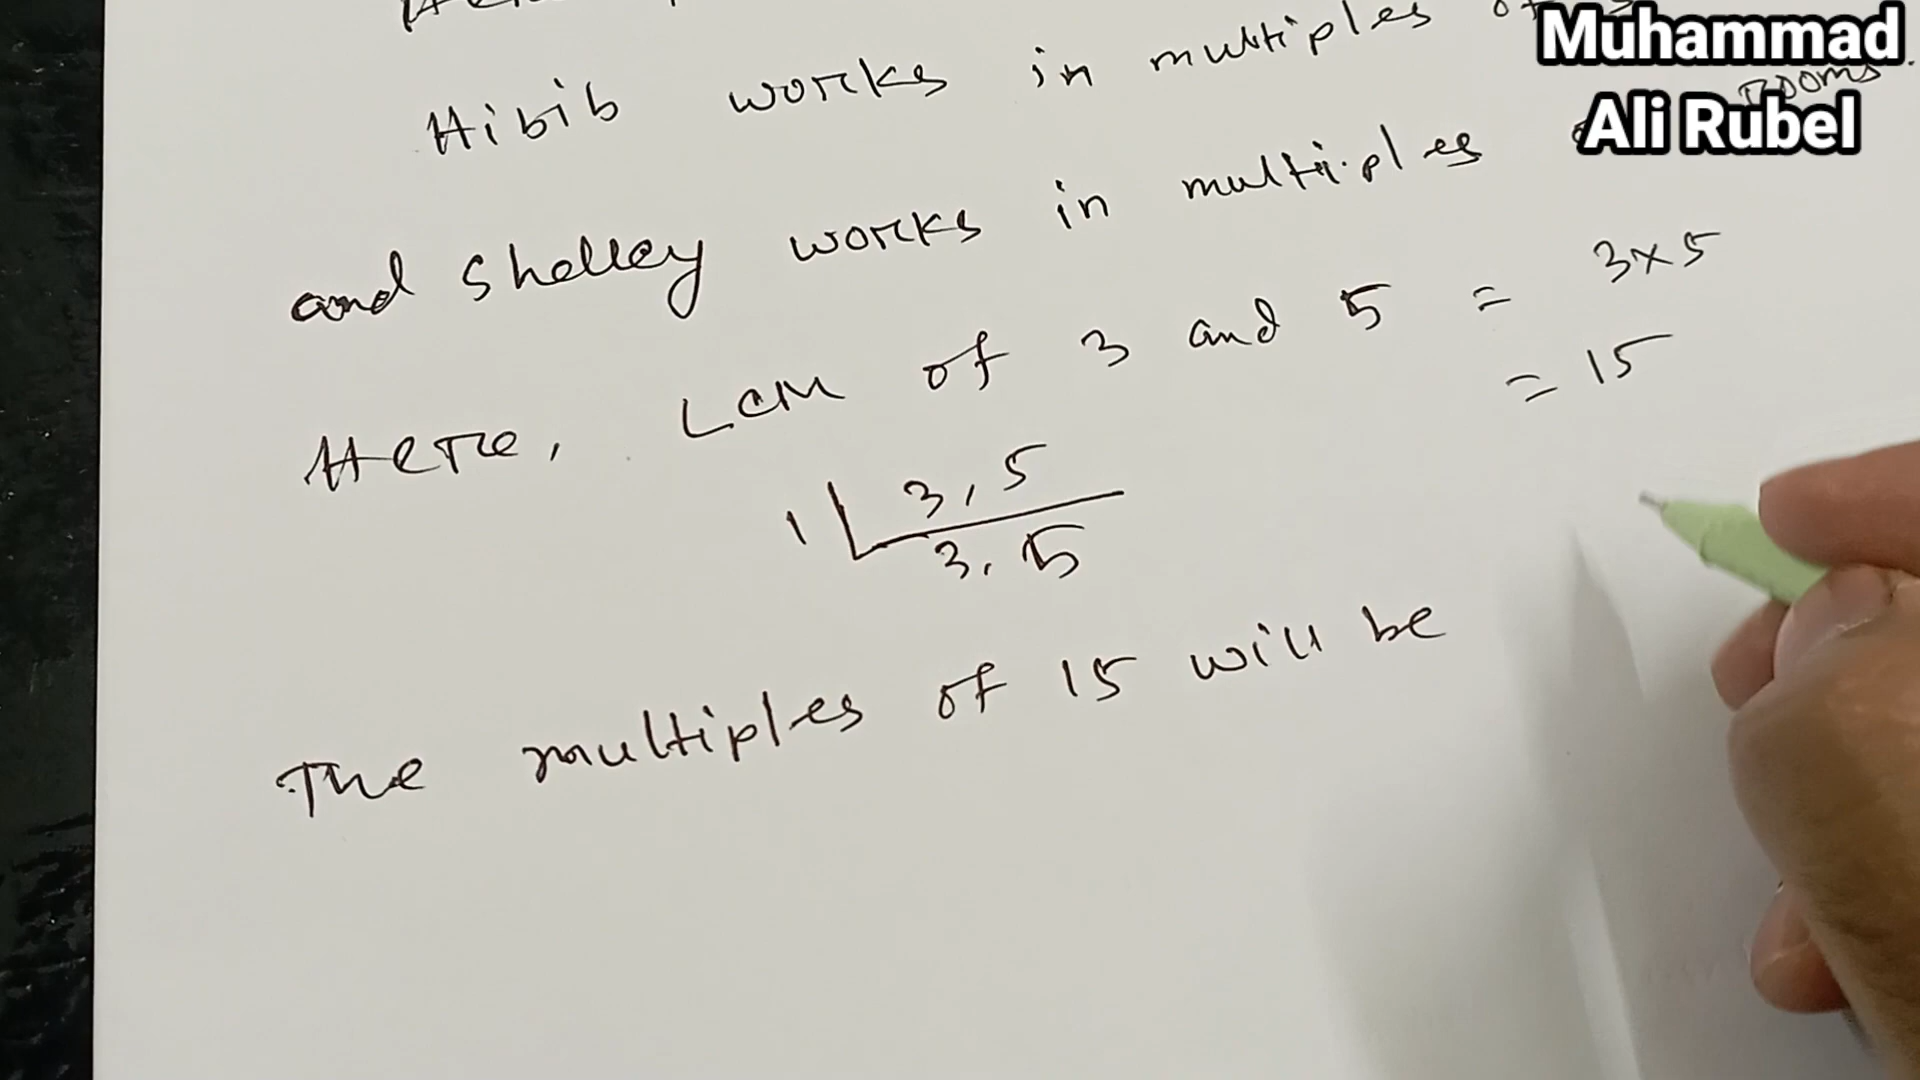 Hibib works in multiples of
Rooms.
and Shelley works in multiples
Here, LCM of 3 and 5 = 3×5
= 15
1 3, 5
3, 5
The multiples of 15 will be
Muhammad
Ali Rubel